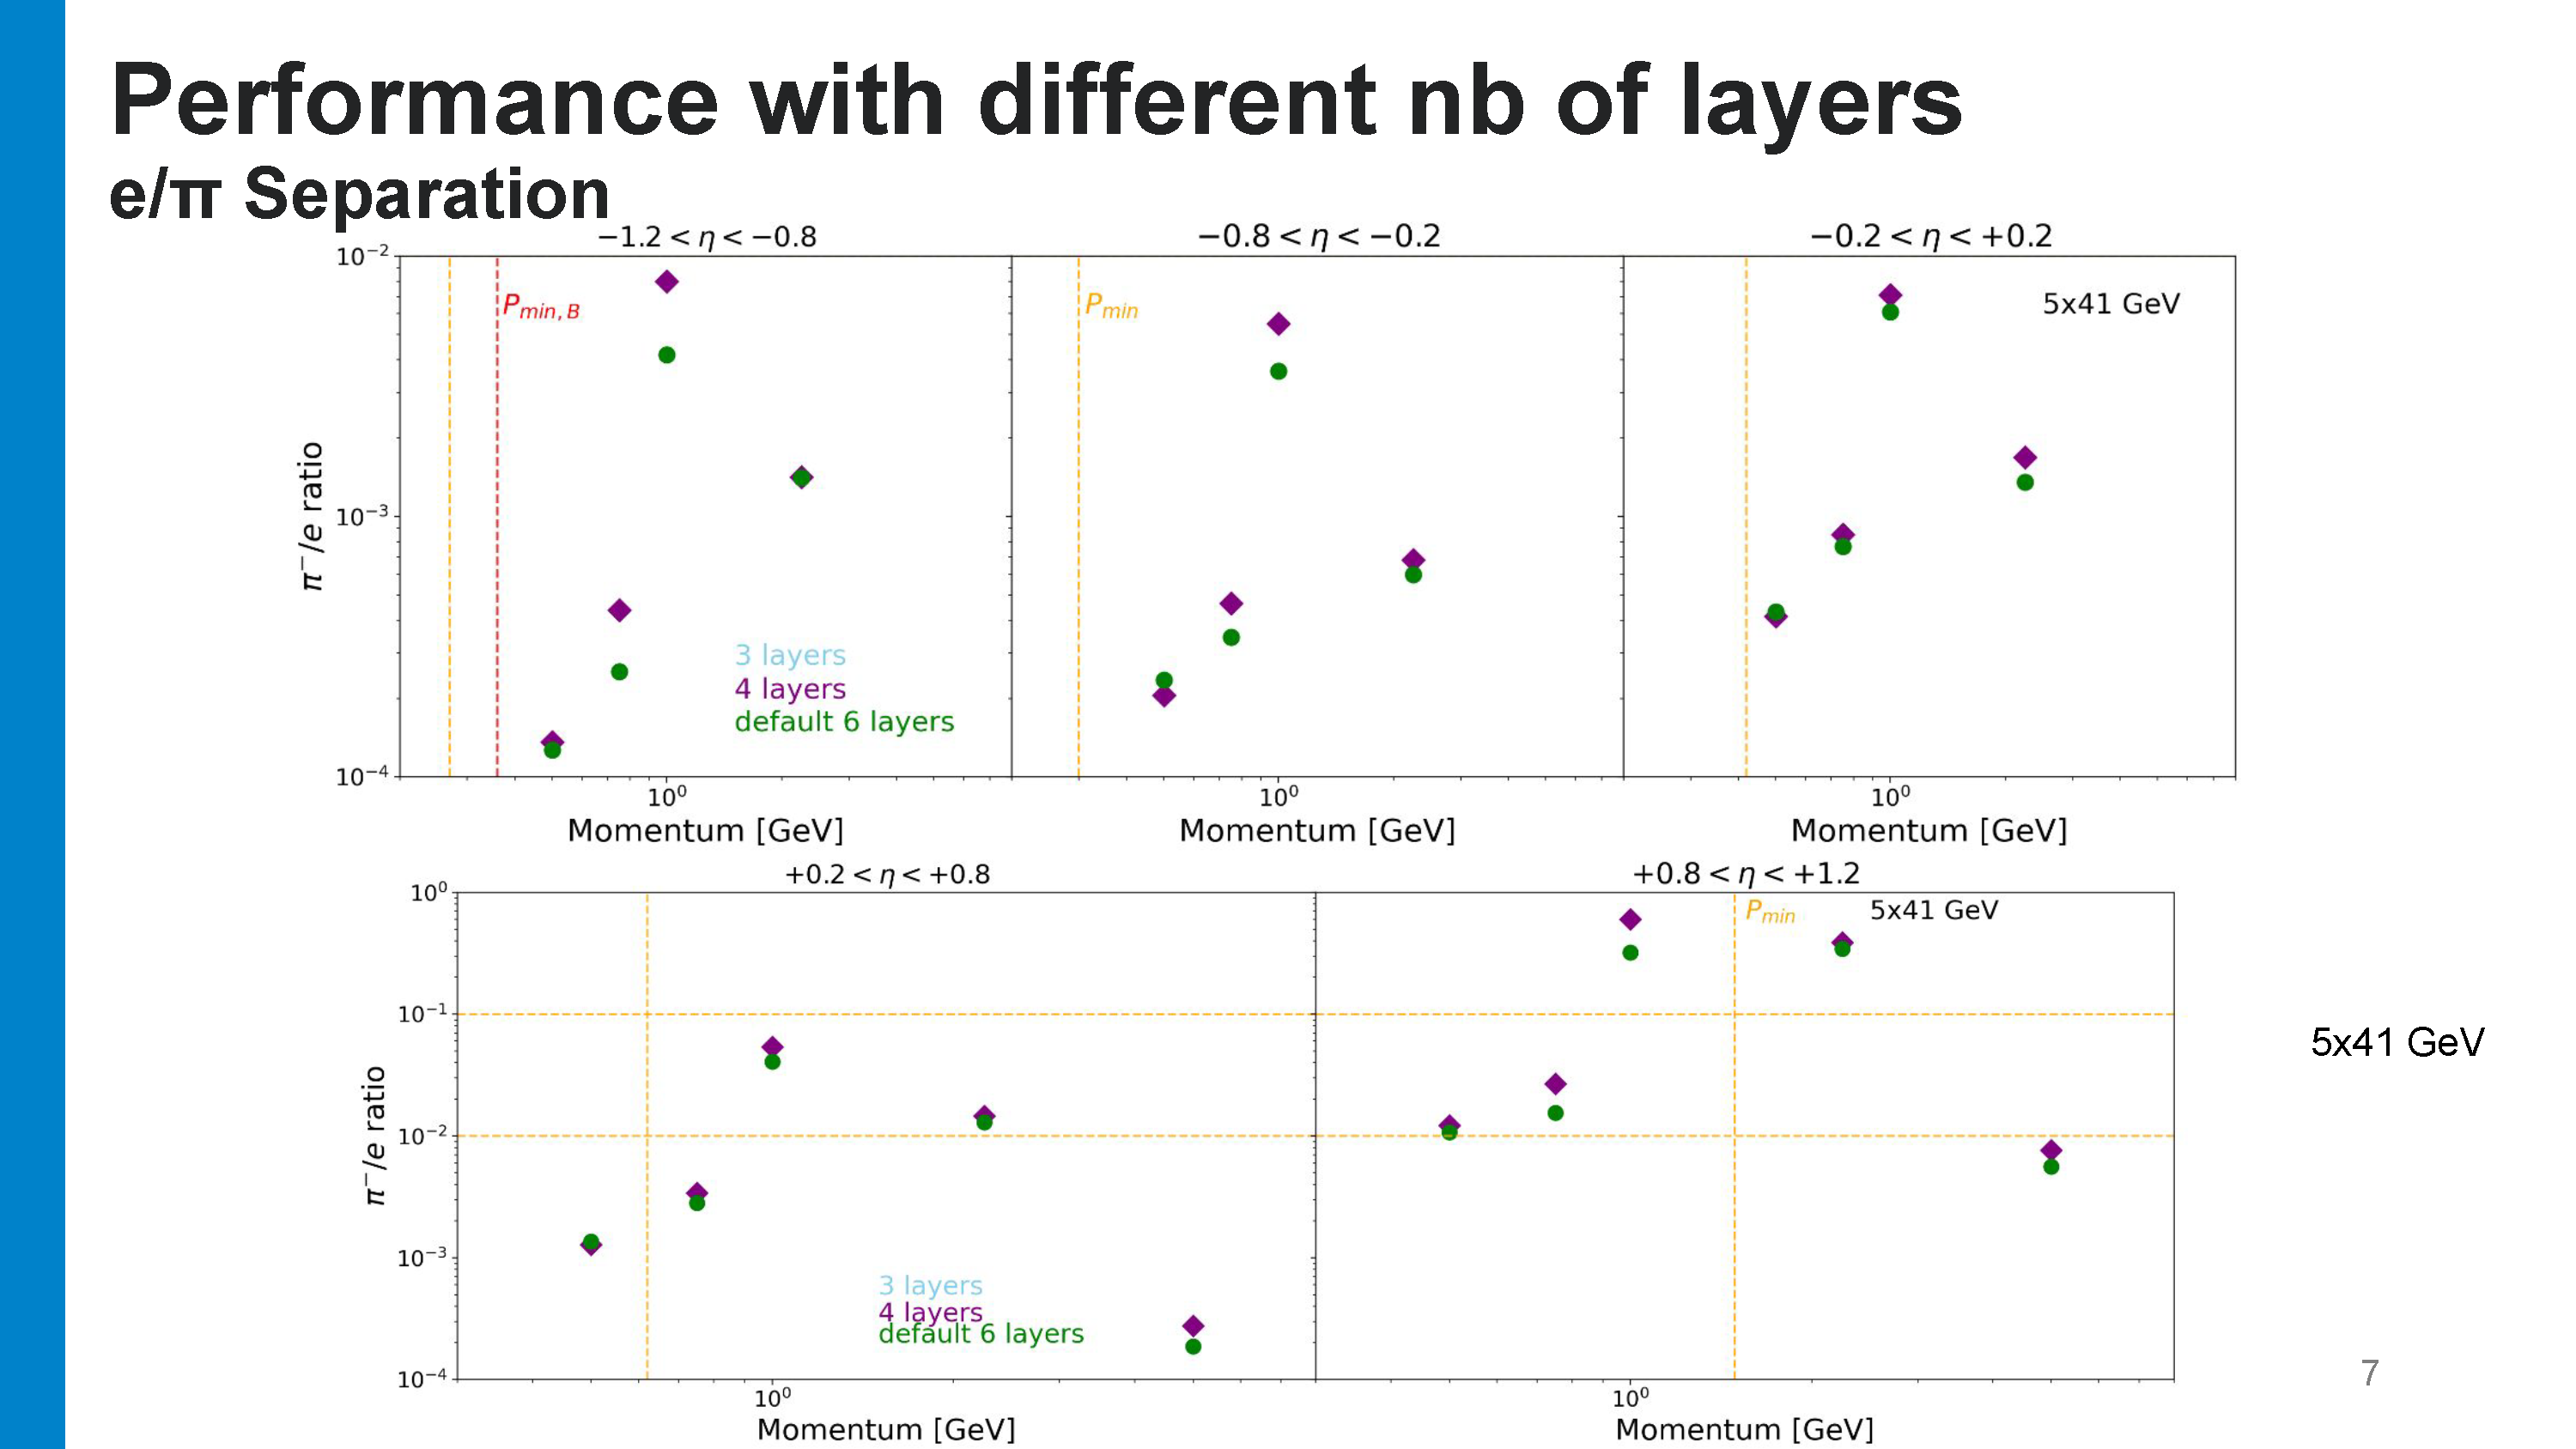 Performance with different nb of layers
e/π Separation
−1.2 < η < −0.8
−0.8 < η < −0.2
−0.2 < η < +0.2
10⁻²
10⁻³
10⁻⁴
π⁻/e ratio
P_min, B
P_min
5x41 GeV
3 layers
4 layers
default 6 layers
10⁰
10⁰
10⁰
Momentum [GeV]
Momentum [GeV]
Momentum [GeV]
+0.2 < η < +0.8
+0.8 < η < +1.2
10⁰
10⁻¹
10⁻²
10⁻³
10⁻⁴
π⁻/e ratio
P_min
5x41 GeV
3 layers
4 layers
default 6 layers
10⁰
10⁰
Momentum [GeV]
Momentum [GeV]
5x41 GeV
7